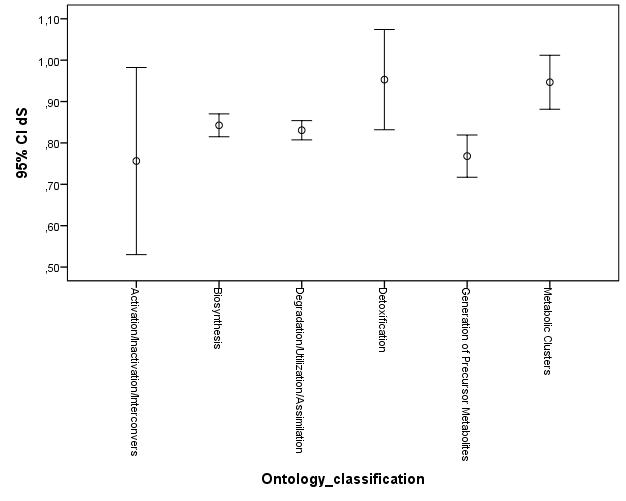 1,10
1,00
,90
,80
,70
,60
,50
95% CI dS
Activation/Inactivation/Interconvers
Biosynthesis
Degradation/Utilization/Assimilation
Detoxification
Generation of Precursor Metabolites
Metabolic Clusters
Ontology_classification